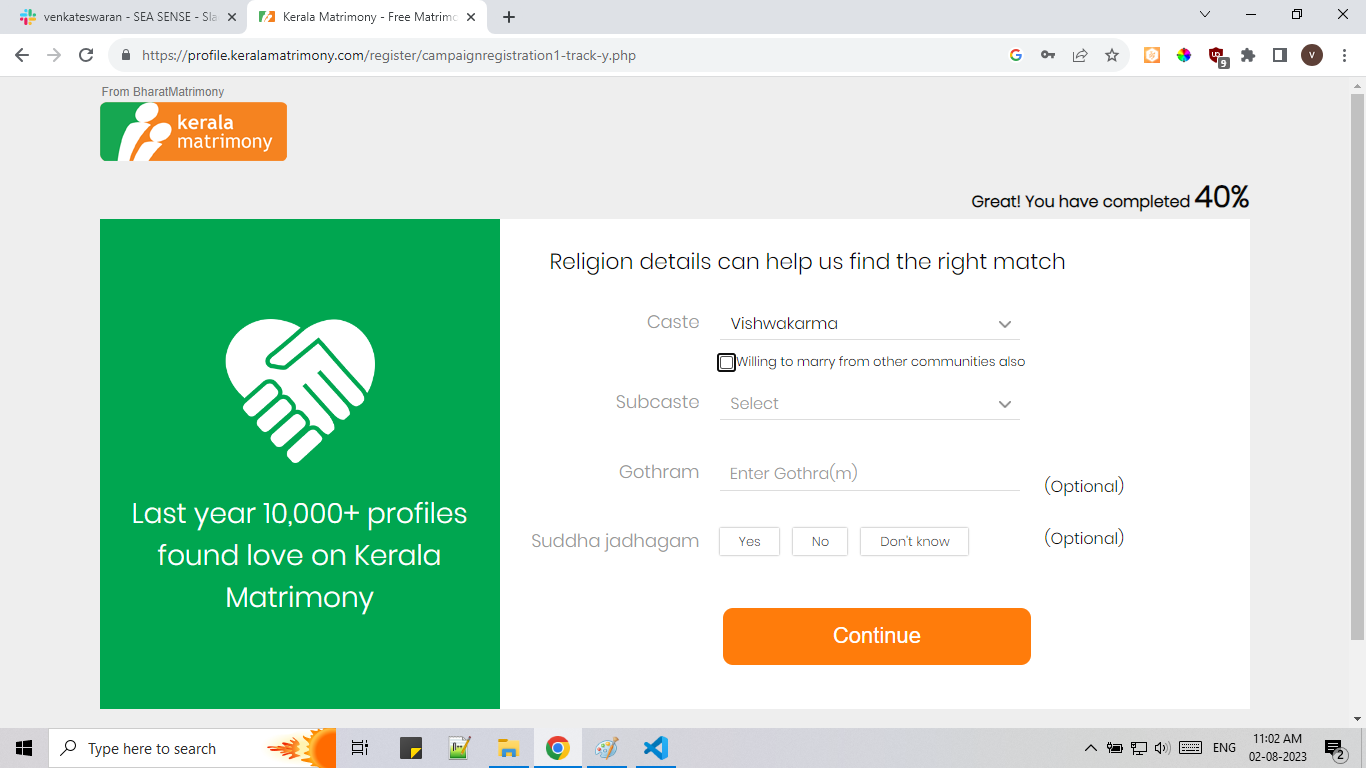 venkateswaran - SEA SENSE - Sla
Kerala Matrimony - Free Matrimo
https://profile.keralamatrimony.com/register/campaignregistration1-track-y.php
9
V
From BharatMatrimony
kerala
matrimony
Great! You have completed 40%
Religion details can help us find the right match
Caste Vishwakarma
Willing to marry from other communities also
Subcaste Select
Gothram Enter Gothra(m) (Optional)
Suddha jadhagam Yes No Don't know (Optional)
Continue
Last year 10,000+ profiles
found love on Kerala
Matrimony
Type here to search
ENG
11:02 AM
02-08-2023
2